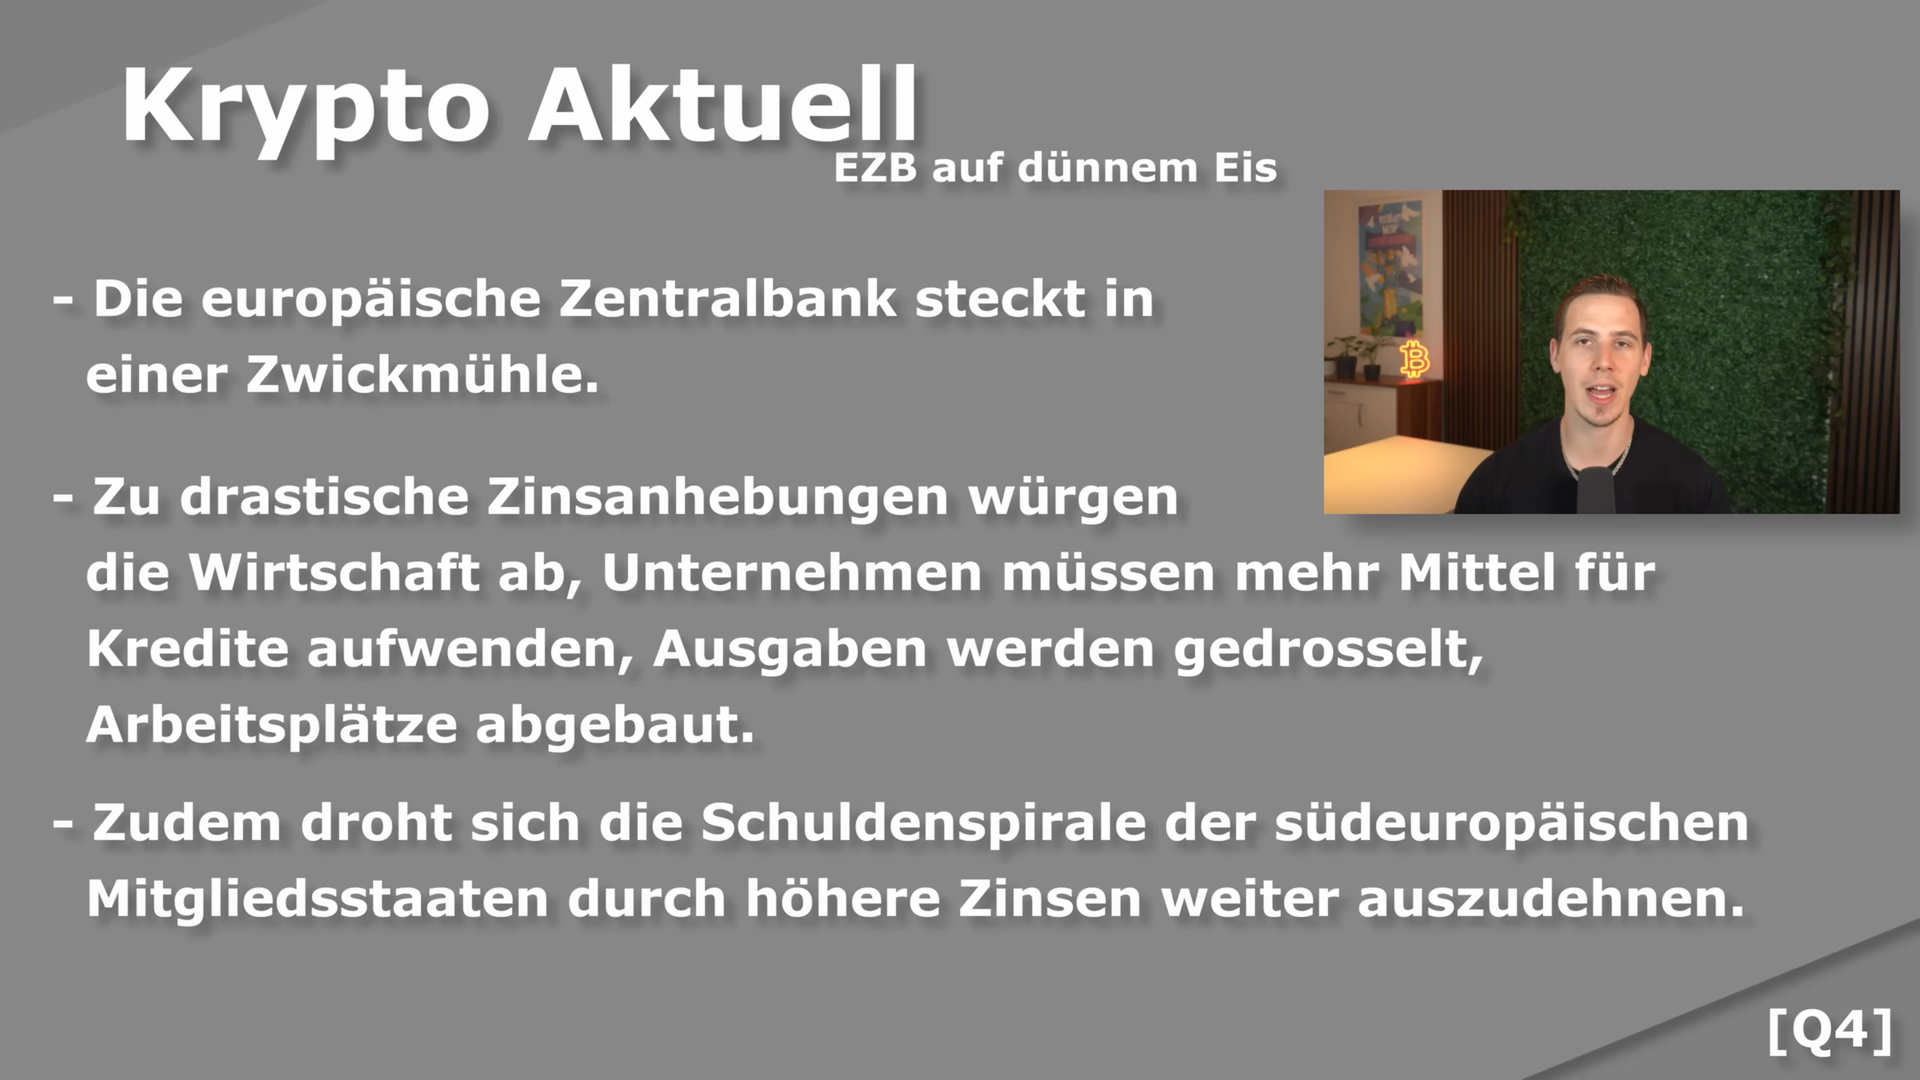 Krypto Aktuell
EZB auf dünnem Eis
- Die europäische Zentralbank steckt in
einer Zwickmühle.
- Zu drastische Zinsanhebungen würgen
die Wirtschaft ab, Unternehmen müssen mehr Mittel für
Kredite aufwenden, Ausgaben werden gedrosselt,
Arbeitsplätze abgebaut.
- Zudem droht sich die Schuldenspirale der südeuropäischen
Mitgliedsstaaten durch höhere Zinsen weiter auszudehnen.
[Q4]